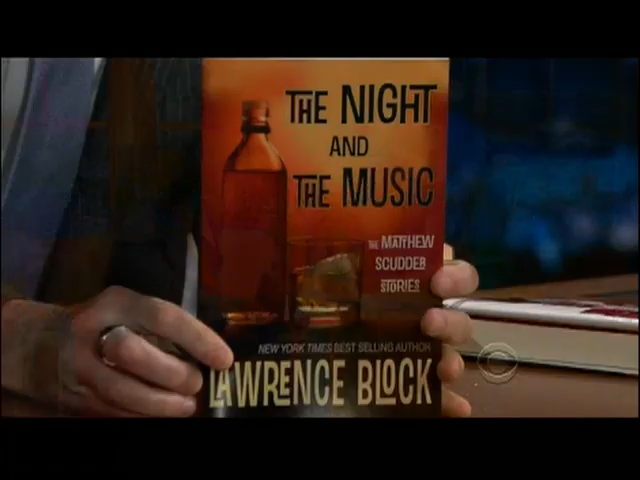 THE NIGHT
AND
THE MUSIC
THE MATTHEW
SCUDDER
STORIES
NEW YORK TIMES BEST SELLING AUTHOR
LAWRENCE BLOCK